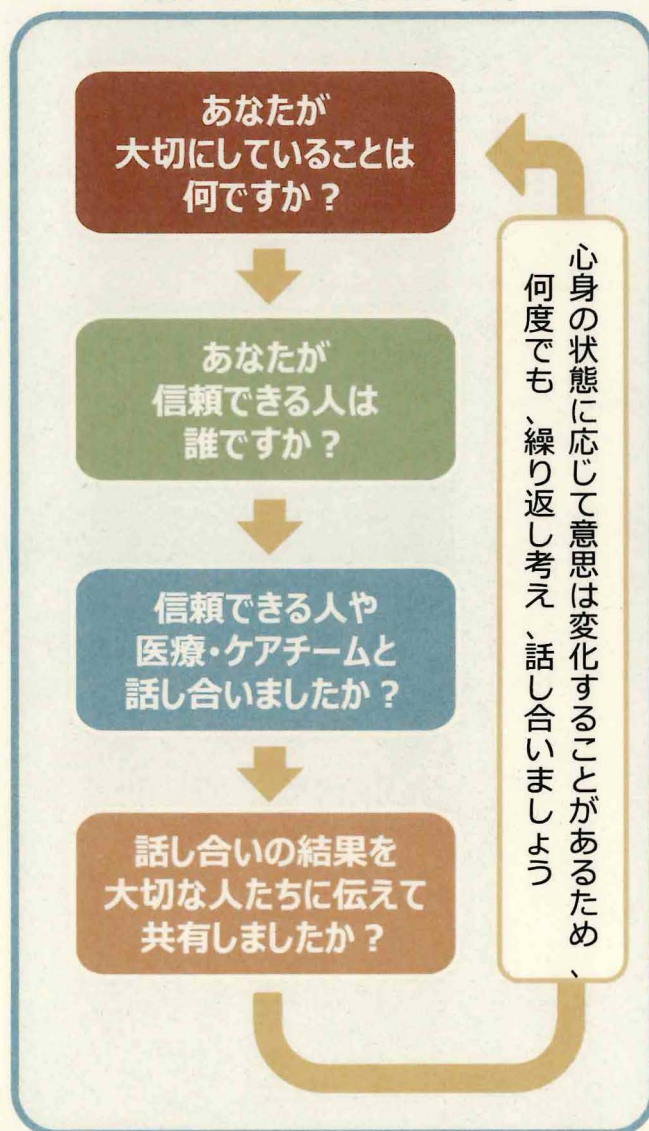 あなたが
大切にしていることは
何ですか？
あなたが
信頼できる人は
誰ですか？
信頼できる人や
医療・ケアチームと
話し合いましたか？
話し合いの結果を
大切な人たちに伝えて
共有しましたか？
心身の状態に応じて意思は変化することがあるため、
何度でも、繰り返し考え、話し合いましょう